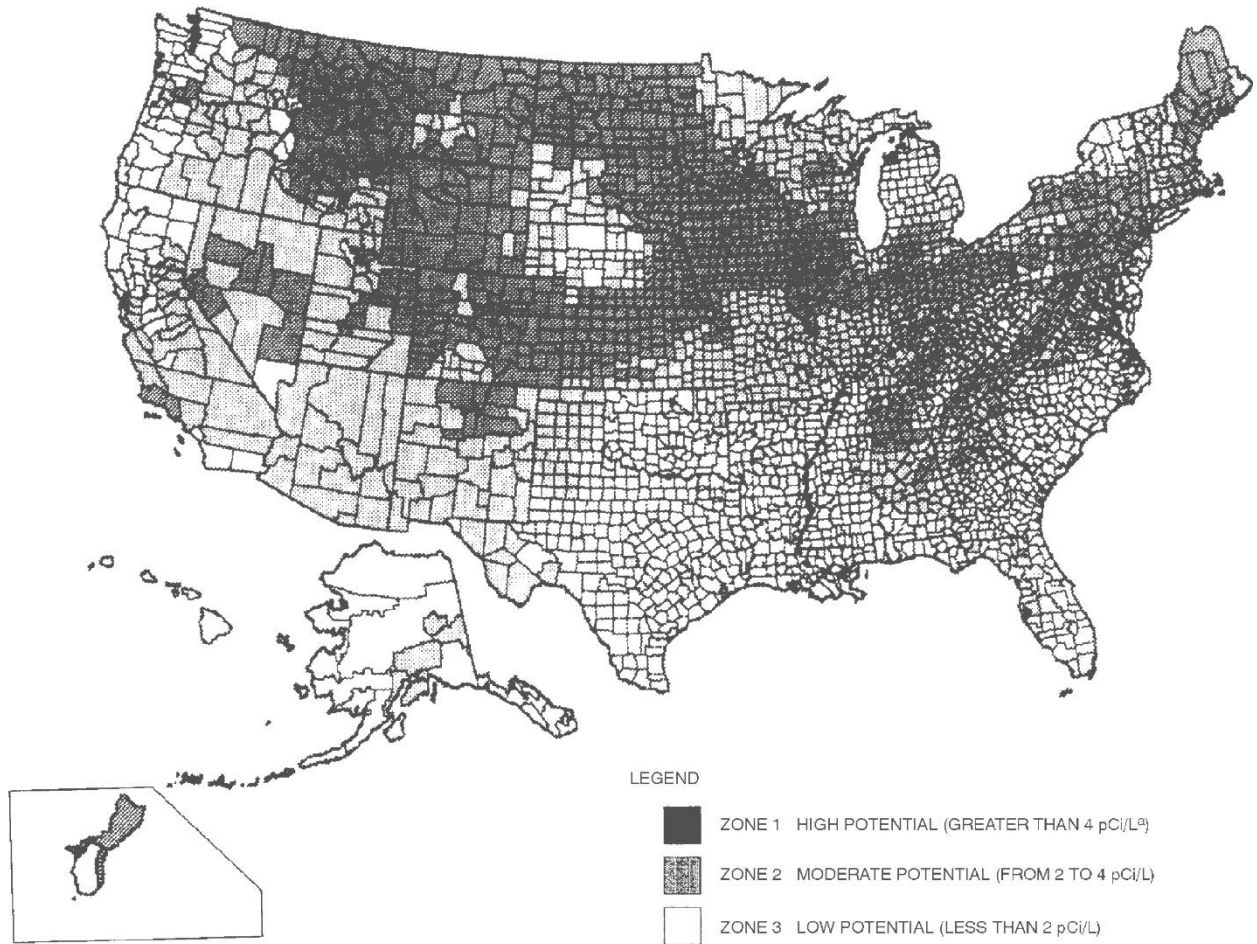 LEGEND
ZONE 1 HIGH POTENTIAL (GREATER THAN 4 pCi/Lª)
ZONE 2 MODERATE POTENTIAL (FROM 2 TO 4 pCi/L)
ZONE 3 LOW POTENTIAL (LESS THAN 2 pCi/L)